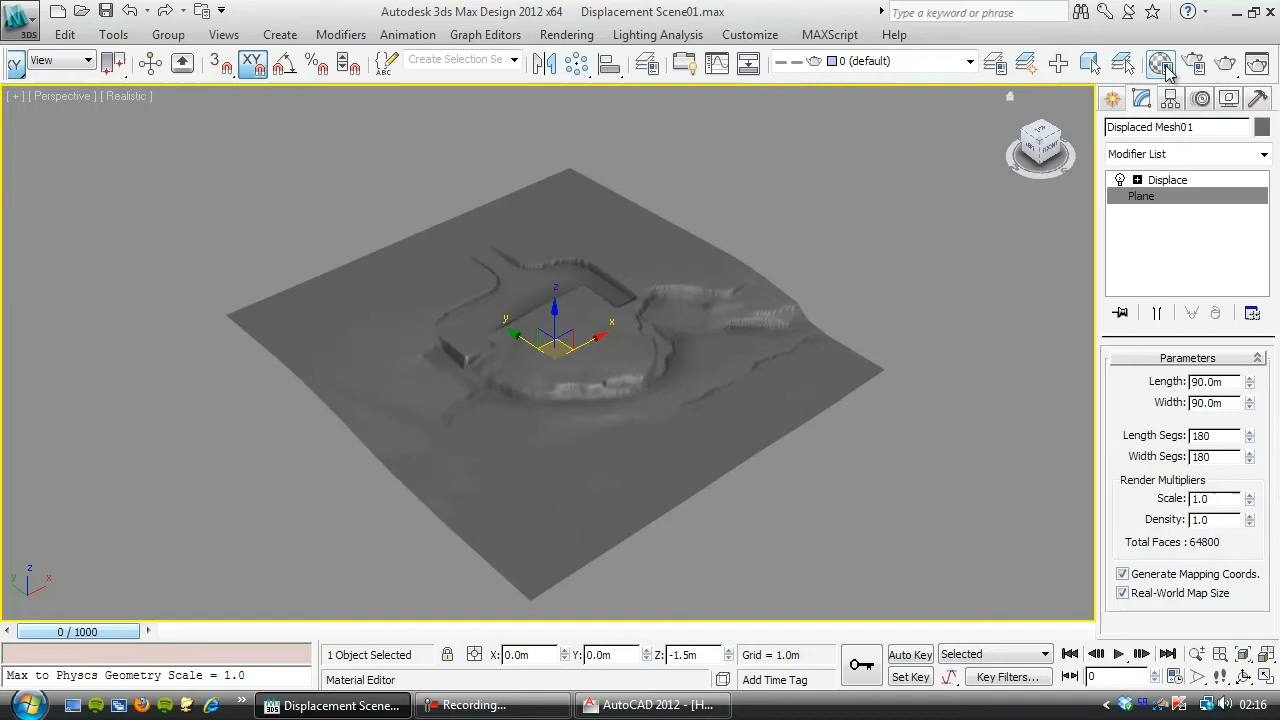 Autodesk 3ds Max Design 2012 x64 Displacement Scene01.max
Type a keyword or phrase
3DS
Edit Tools Group Views Create Modifiers Animation Graph Editors Rendering Lighting Analysis Customize MAXScript Help
View
3
XY
Create Selection Se
0 (default)
[ + ] [ Perspective ] [ Realistic ]
Displaced Mesh01
Modifier List
Displace
Plane
Parameters
Length: 90.0m
Width: 90.0m
Length Segs: 180
Width Segs: 180
Render Multipliers
Scale: 1.0
Density: 1.0
Total Faces : 64800
Generate Mapping Coords.
Real-World Map Size
z
y
x
z
y
x
0 / 1000
1 Object Selected
X: 0.0m Y: 0.0m Z: -1.5m
Grid = 1.0m
Auto Key
Selected
Max to Physcs Geometry Scale = 1.0
Material Editor
Add Time Tag
Set Key
Key Filters...
0
Displacement Scene...
Recording...
AutoCAD 2012 - [H...
02:16